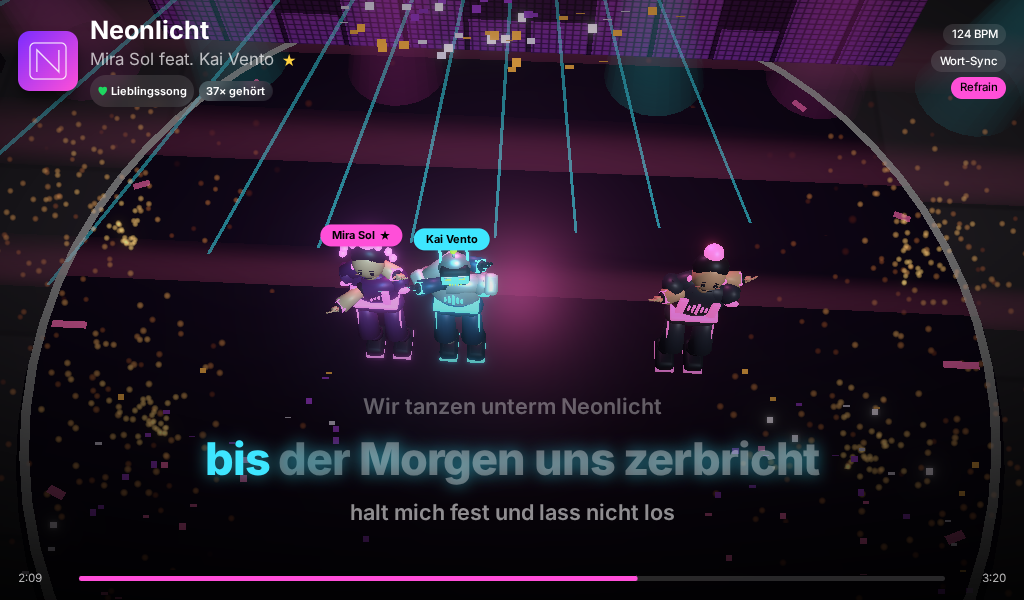 Neonlicht
Mira Sol feat. Kai Vento ★
♥ Lieblingssong 37× gehört
N
124 BPM
Wort-Sync
Refrain
Mira Sol ★
Kai Vento
Wir tanzen unterm Neonlicht
bis der Morgen uns zerbricht
halt mich fest und lass nicht los
2:09
3:20